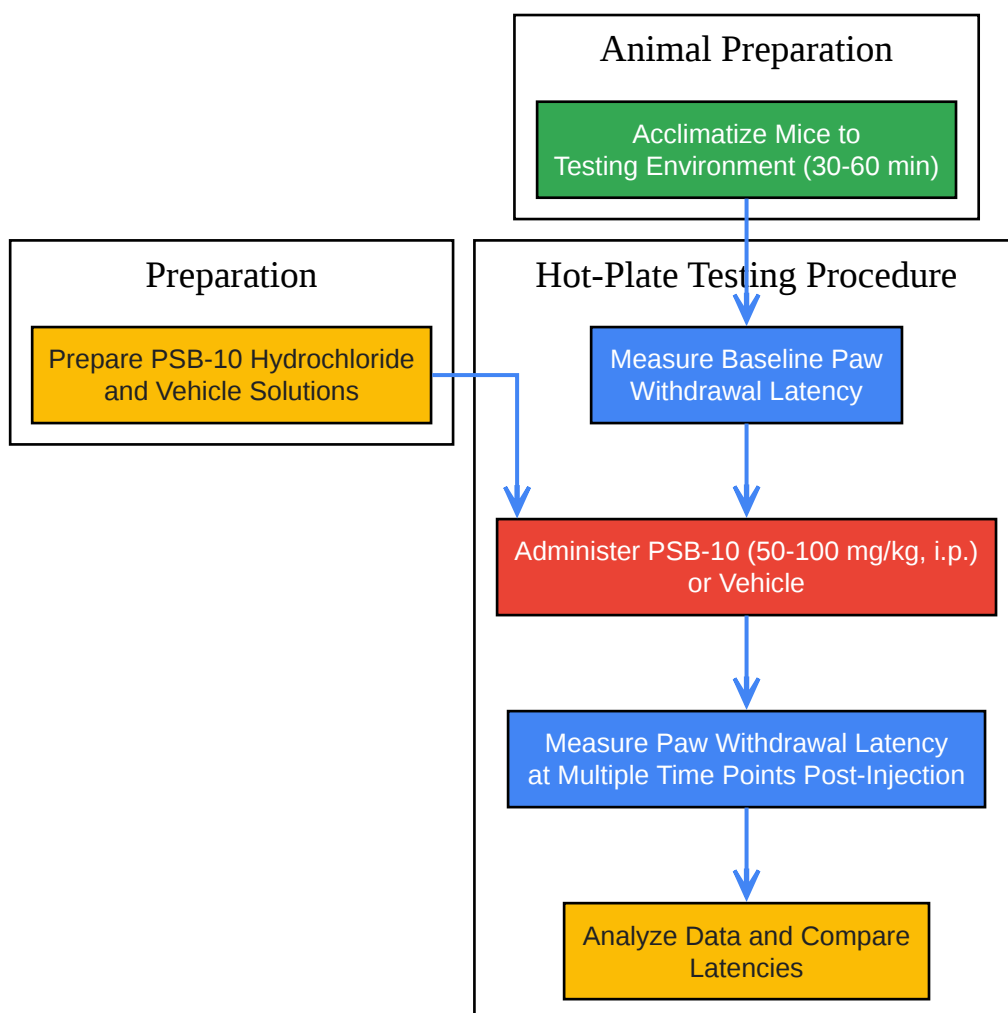 Animal Preparation
Acclimatize Mice to
Testing Environment (30-60 min)
Preparation
Prepare PSB-10 Hydrochloride
and Vehicle Solutions
Hot-Plate Testing Procedure
Measure Baseline Paw
Withdrawal Latency
Administer PSB-10 (50-100 mg/kg, i.p.)
or Vehicle
Measure Paw Withdrawal Latency
at Multiple Time Points Post-Injection
Analyze Data and Compare
Latencies